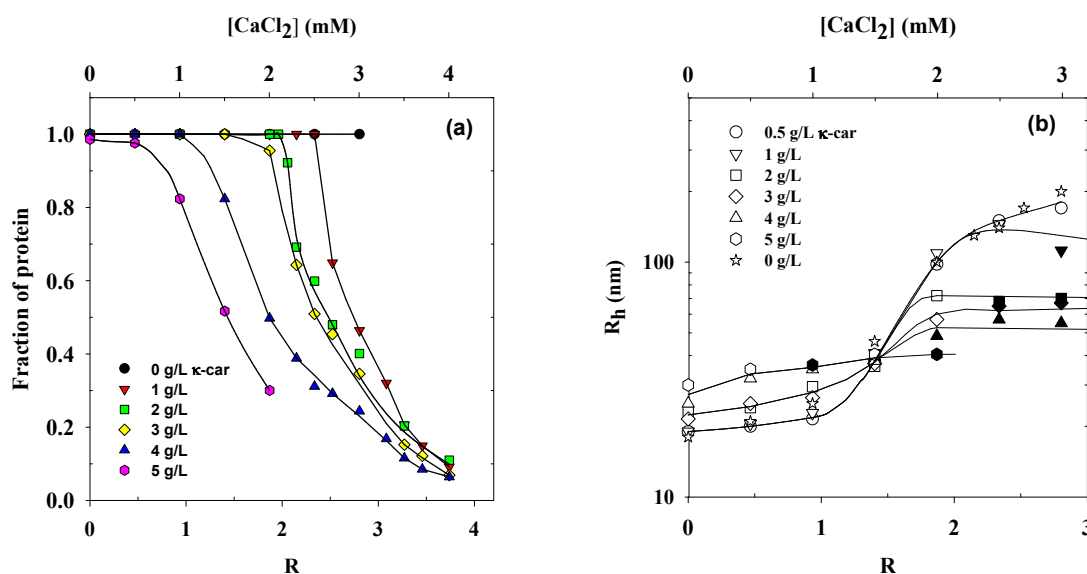 [CaCl2] (mM)
0 1 2 3 4
(a)
1.0
0.8
0.6
0.4
0.2
0.0
Fraction of protein
0 g/L κ-car
1 g/L
2 g/L
3 g/L
4 g/L
5 g/L
0 1 2 3 4
R
[CaCl2] (mM)
0 1 2 3
(b)
0.5 g/L κ-car
1 g/L
2 g/L
3 g/L
4 g/L
5 g/L
0 g/L
100
10
Rh (nm)
0 1 2 3
R